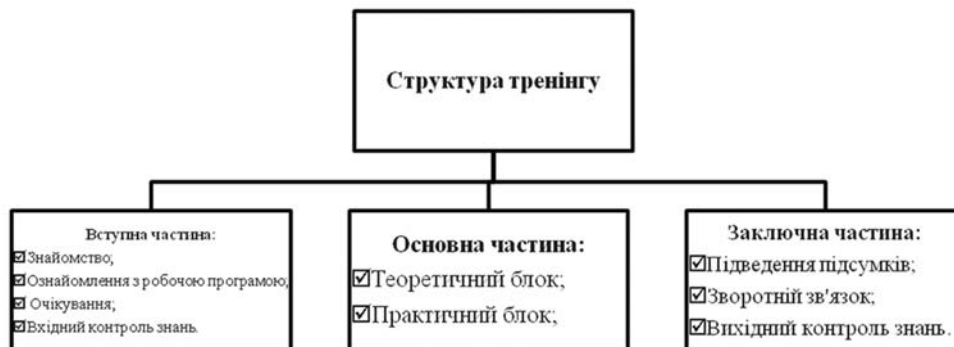 Структура тренінгу
Вступна частина:
☑Знайомство;
☑Ознайомлення з робочою програмою;
☑ Очікування;
☑Вхідний контроль знань.
Основна частина:
☑Теоретичний блок;
☑Практичний блок;
Заключна частина:
☑Підведення підсумків;
☑Зворотній зв'язок;
☑Вихідний контроль знань.